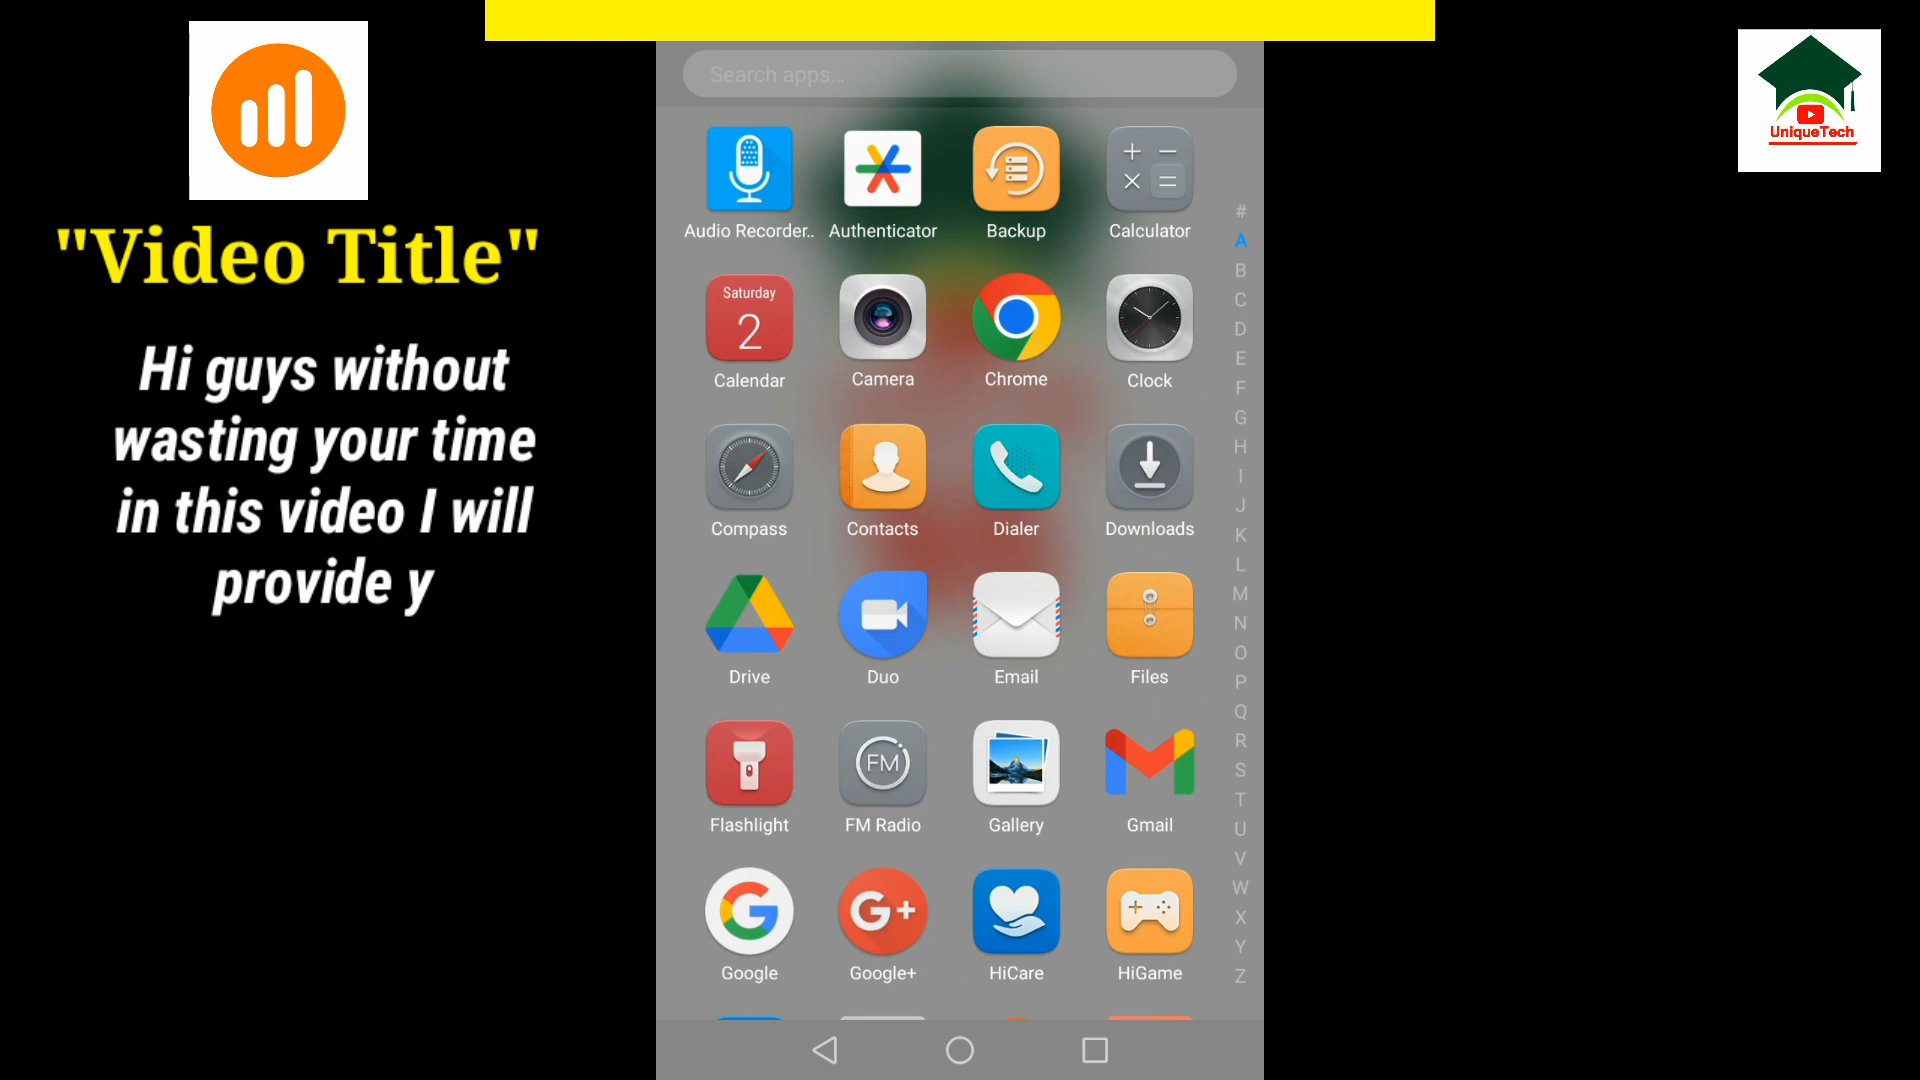 Search apps...
UniqueTech
"Video Title"
Hi guys without
wasting your time
in this video I will
provide y
Audio Recorder.. Authenticator Backup Calculator
Saturday
2
Calendar Camera Chrome Clock
Compass Contacts Dialer Downloads
Drive Duo Email Files
FM
Flashlight FM Radio Gallery Gmail
G+
Google Google+ HiCare HiGame
#
A
B
C
D
E
F
G
H
I
J
K
L
M
N
O
P
Q
R
S
T
U
V
W
X
Y
Z